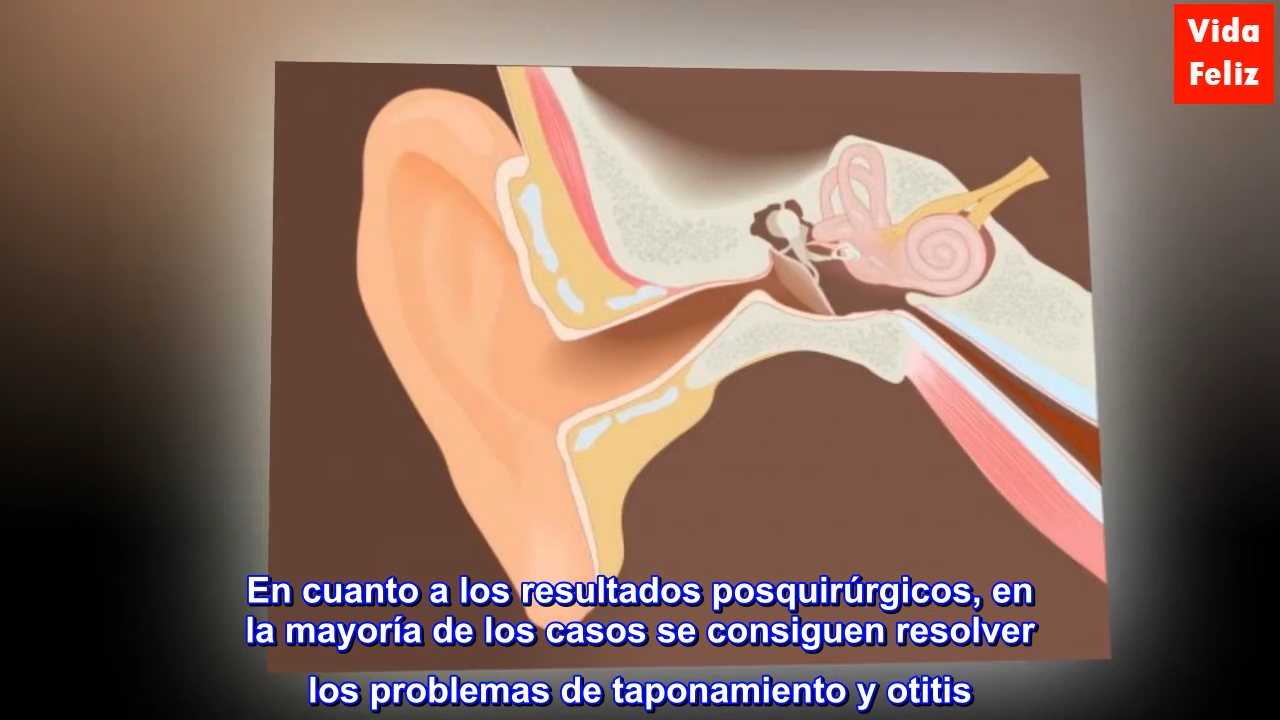 Vida
Feliz
En cuanto a los resultados posquirúrgicos, en
la mayoría de los casos se consiguen resolver
los problemas de taponamiento y otitis